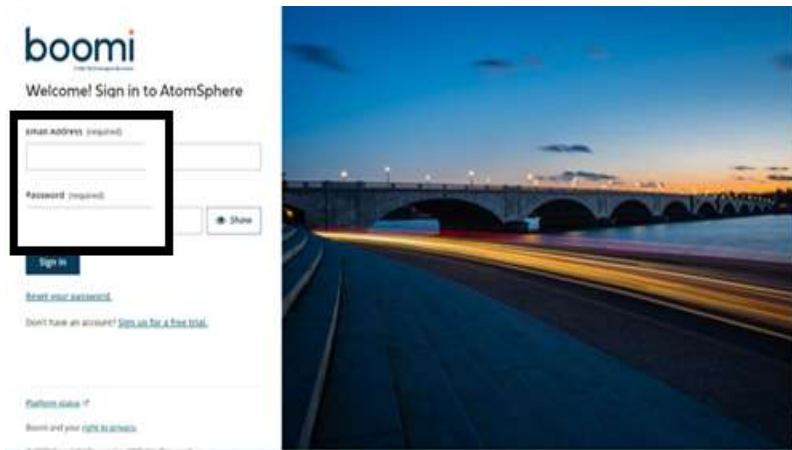 boomi
Welcome! Sign in to AtomSphere
Email Address (required)
Password (required)
Show
Sign In
Reset your password.
Don't have an account? Sign up for a free trial.
Platform status
Boomi and your right to privacy.